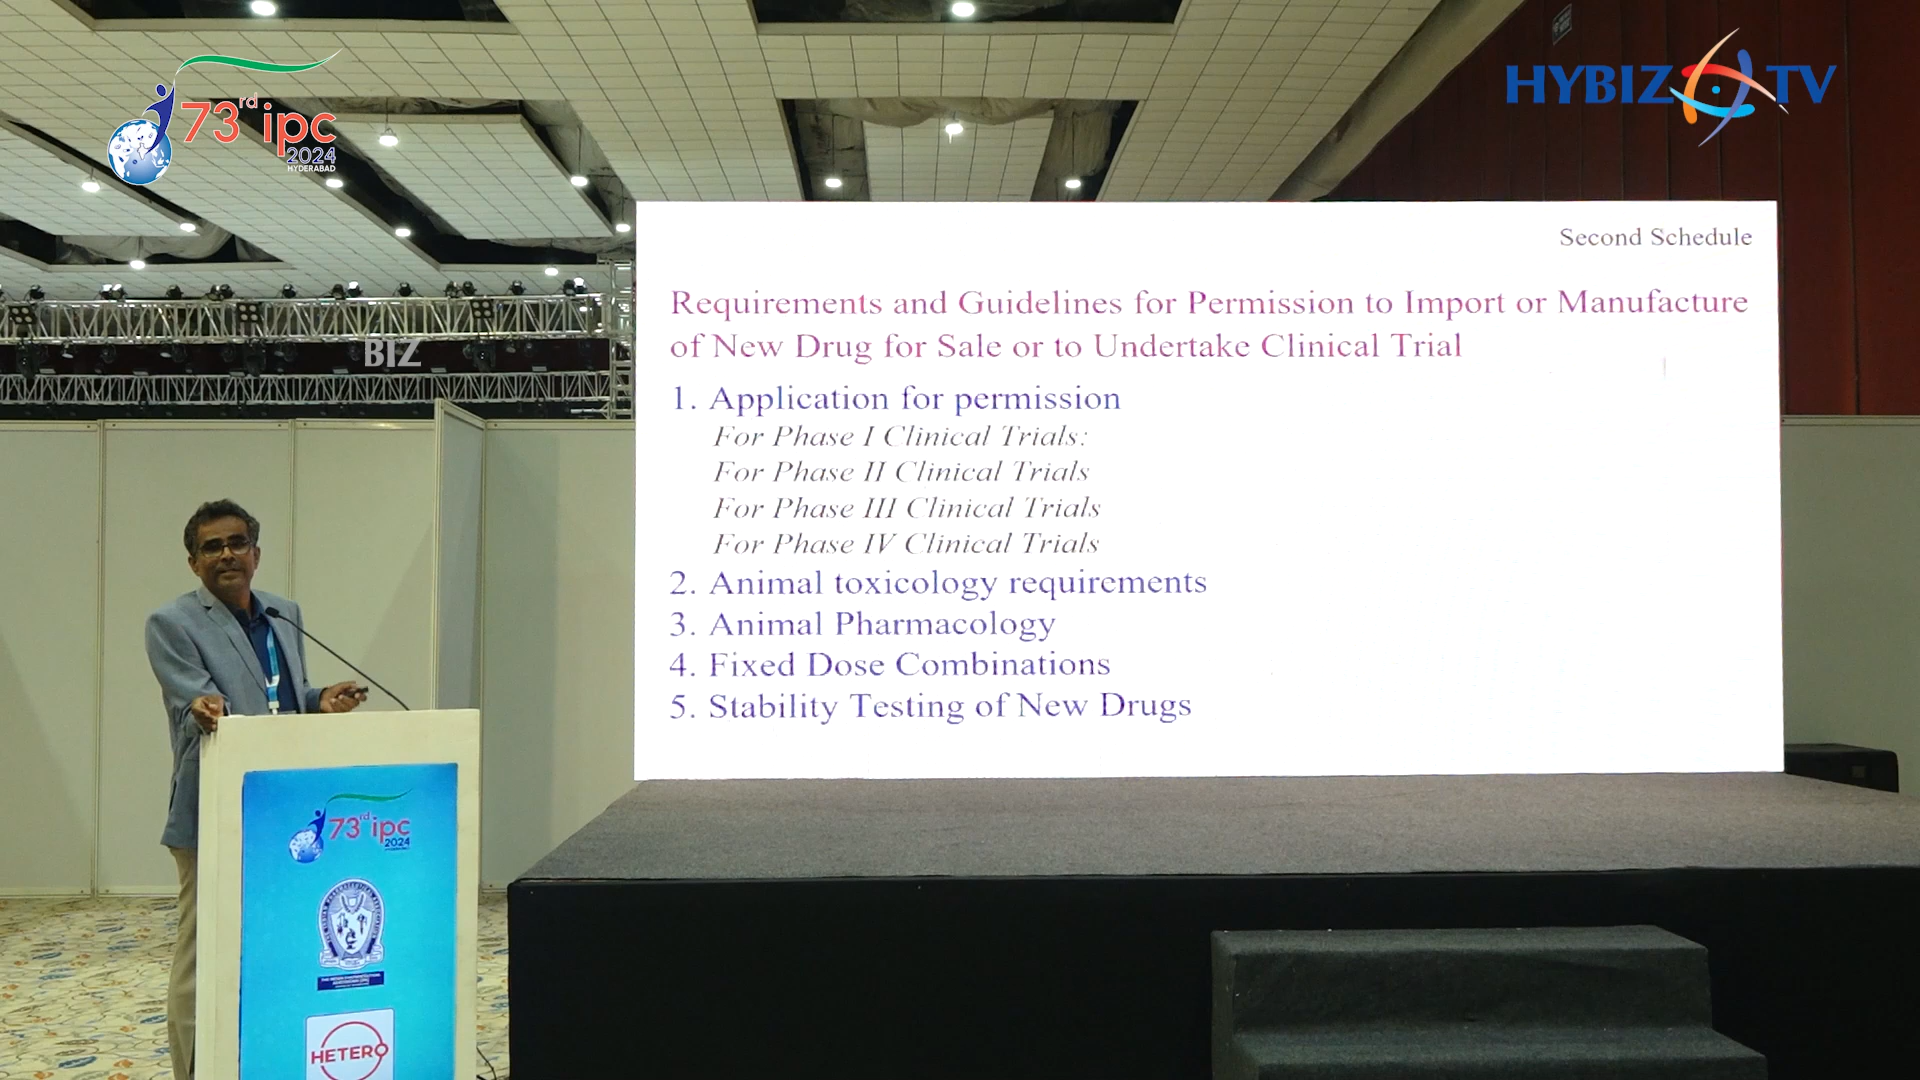 73rd ipc
2024
HYDERABAD
HYBIZ TV
BIZ
Second Schedule
Requirements and Guidelines for Permission to Import or Manufacture
of New Drug for Sale or to Undertake Clinical Trial
1. Application for permission
For Phase I Clinical Trials:
For Phase II Clinical Trials
For Phase III Clinical Trials
For Phase IV Clinical Trials
2. Animal toxicology requirements
3. Animal Pharmacology
4. Fixed Dose Combinations
5. Stability Testing of New Drugs
73rd ipc
2024
HETERO